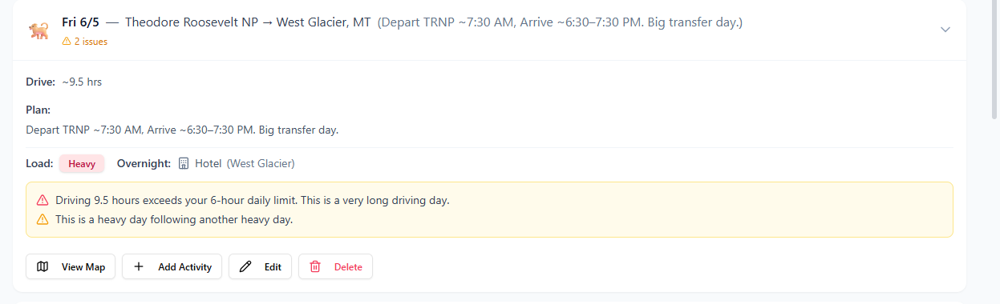 Fri 6/5 — Theodore Roosevelt NP → West Glacier, MT (Depart TRNP ~7:30 AM, Arrive ~6:30–7:30 PM. Big transfer day.)
2 issues
Drive: ~9.5 hrs
Plan:
Depart TRNP ~7:30 AM, Arrive ~6:30–7:30 PM. Big transfer day.
Load: Heavy Overnight: Hotel (West Glacier)
Driving 9.5 hours exceeds your 6-hour daily limit. This is a very long driving day.
This is a heavy day following another heavy day.
View Map Add Activity Edit Delete